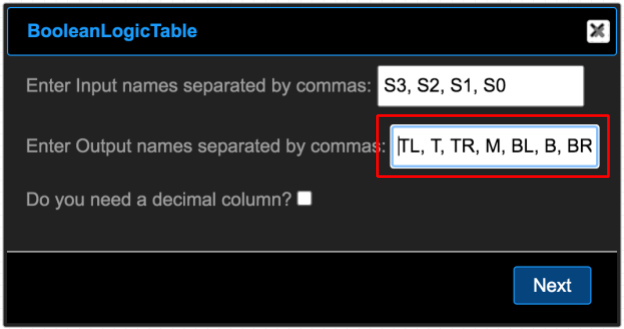 BooleanLogicTable
Enter Input names separated by commas: S3, S2, S1, S0
Enter Output names separated by commas: TL, T, TR, M, BL, B, BR
Do you need a decimal column?
Next